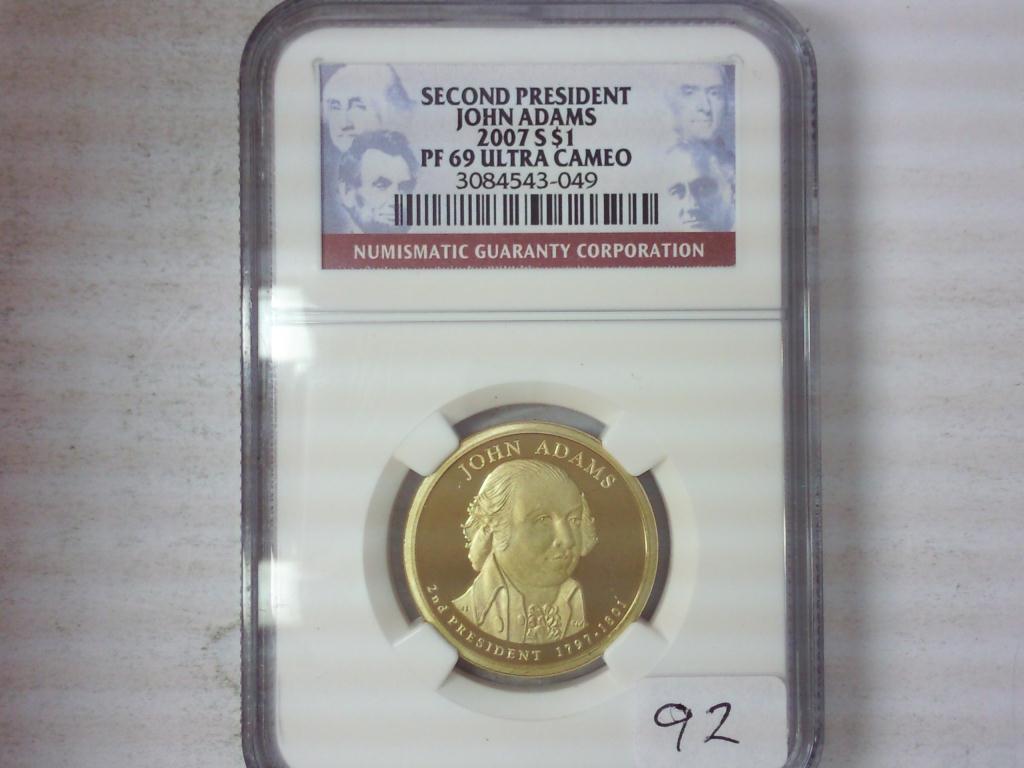 SECOND PRESIDENT
JOHN ADAMS
2007 S $1
PF 69 ULTRA CAMEO
3084543-049
NUMISMATIC GUARANTY CORPORATION
JOHN ADAMS
2nd PRESIDENT 1797-1801
92